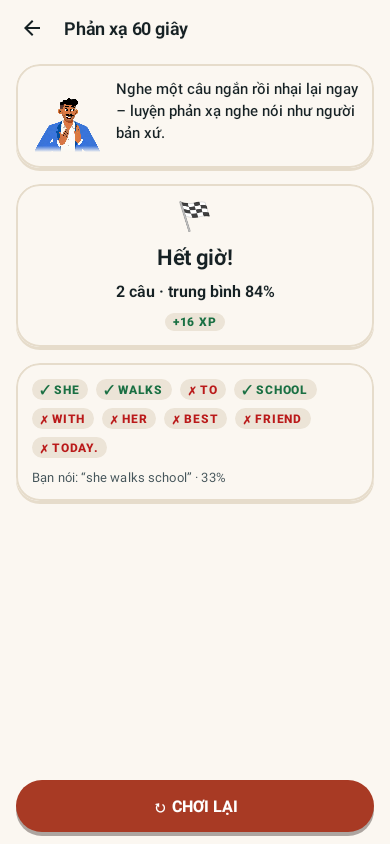 Phản xạ 60 giây
Nghe một câu ngắn rồi nhại lại ngay
– luyện phản xạ nghe nói như người
bản xứ.
Hết giờ!
2 câu · trung bình 84%
+16 XP
✓ SHE ✓ WALKS ✗ TO ✓ SCHOOL
✗ WITH ✗ HER ✗ BEST ✗ FRIEND
✗ TODAY.
Bạn nói: “she walks school” · 33%
↻ CHƠI LẠI